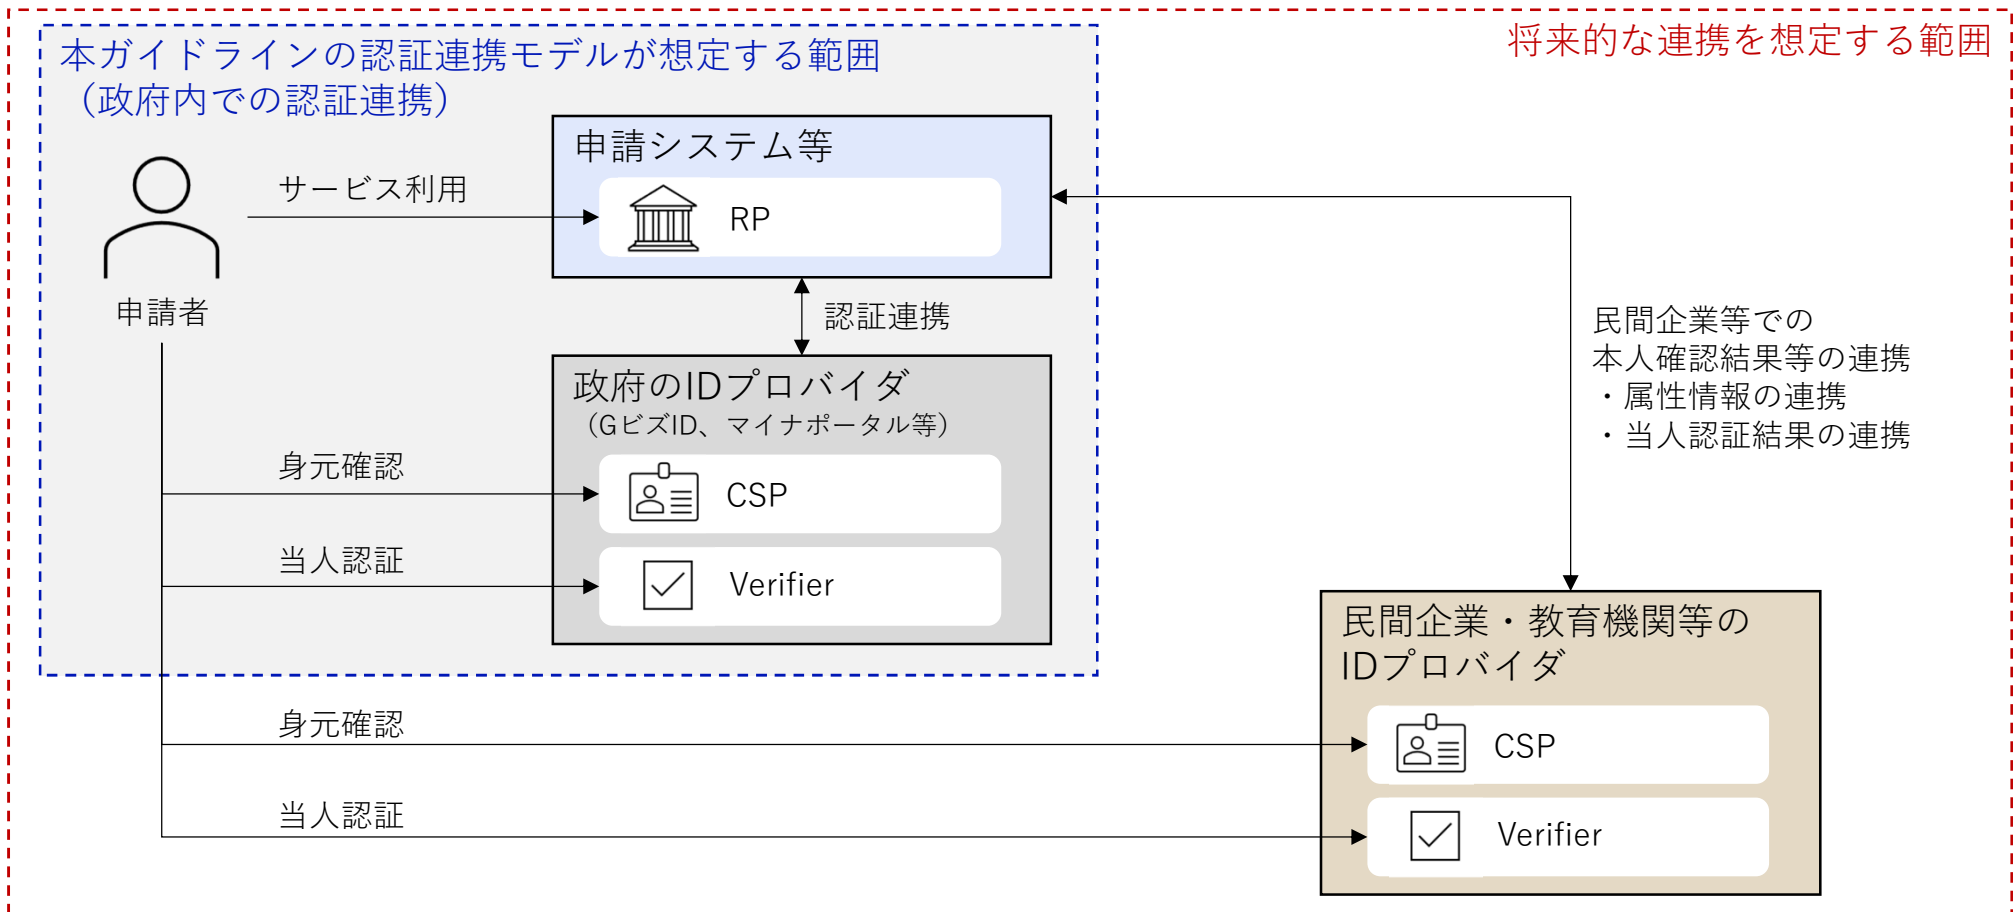 将来的な連携を想定する範囲
本ガイドラインの認証連携モデルが想定する範囲
（政府内での認証連携）
申請システム等
サービス利用
RP
申請者
認証連携
民間企業等での
本人確認結果等の連携
・属性情報の連携
・当人認証結果の連携
政府のIDプロバイダ
（GビズID、マイナポータル等）
身元確認
CSP
当人認証
Verifier
民間企業・教育機関等の
IDプロバイダ
身元確認
CSP
当人認証
Verifier